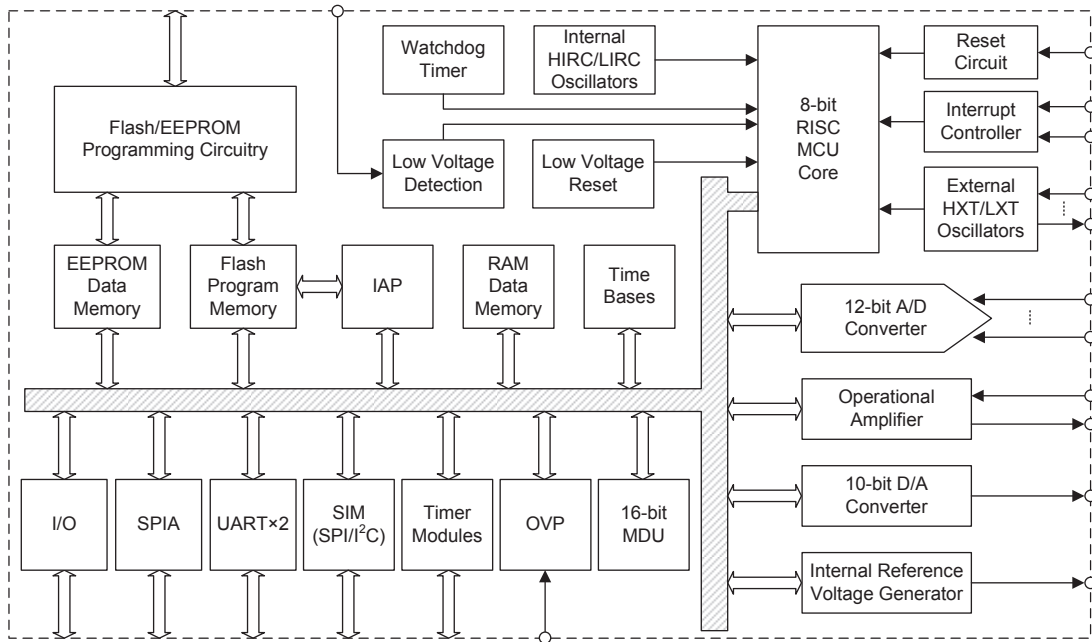 Watchdog
Timer
Internal
HIRC/LIRC
Oscillators
Reset
Circuit
Flash/EEPROM
Programming Circuitry
8-bit
RISC
MCU
Core
Interrupt
Controller
Low Voltage
Detection
Low Voltage
Reset
External
HXT/LXT
Oscillators
EEPROM
Data
Memory
Flash
Program
Memory
IAP
RAM
Data
Memory
Time
Bases
12-bit A/D
Converter
Operational
Amplifier
I/O
SPIA
UART×2
SIM
(SPI/I²C)
Timer
Modules
OVP
16-bit
MDU
10-bit D/A
Converter
Internal Reference
Voltage Generator